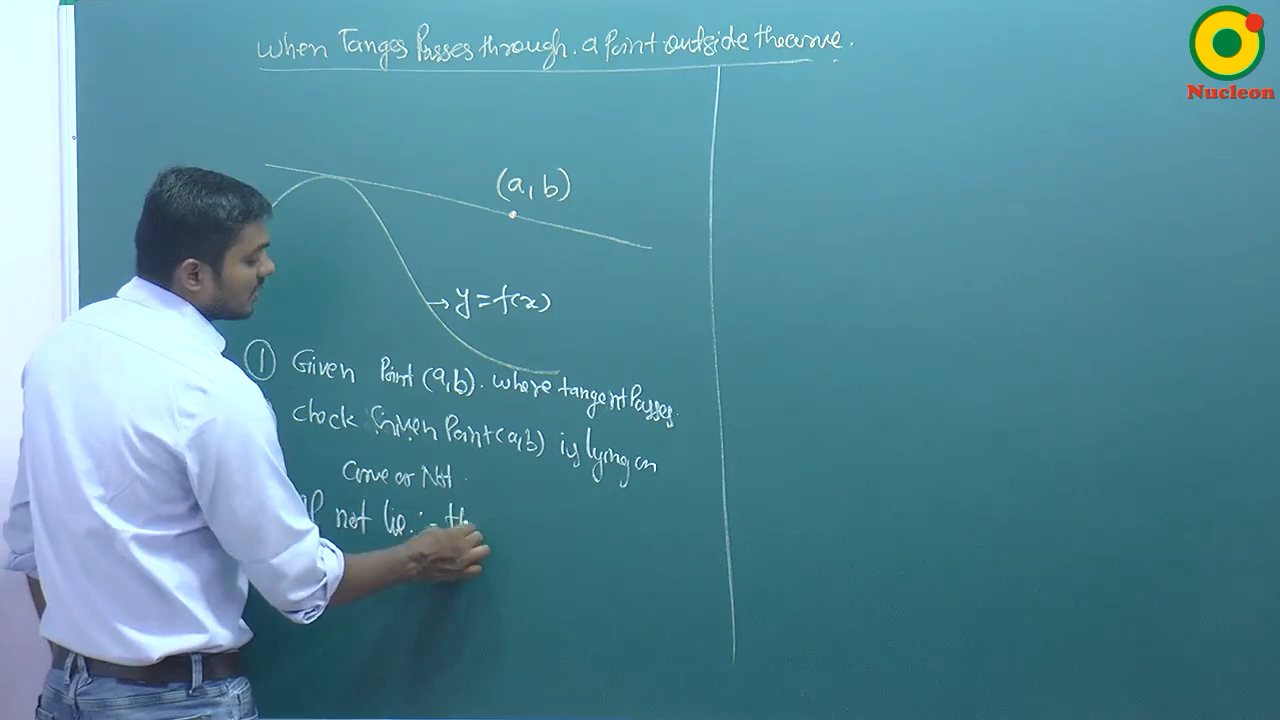 when Tanges Passes through. a Point outside the curve.
Nucleon
(a, b)
→ y = f(x)
① Given Point (a,b). where tangent Passes.
check Given Point (a,b) is lying on
Curve or Not.
not lie :- th